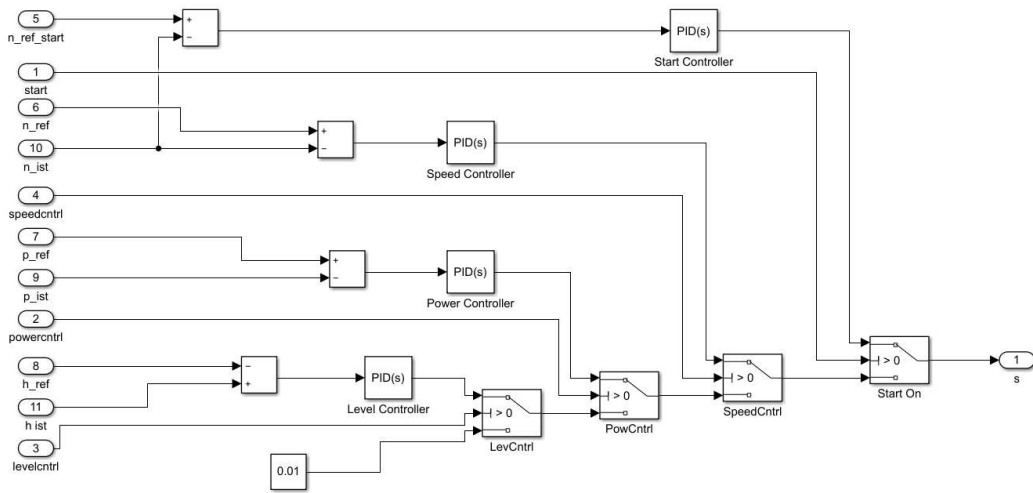 5
n_ref_start
+
−
PID(s)
Start Controller
1
start
6
n_ref
10
n_ist
+
−
PID(s)
Speed Controller
4
speedcntrl
7
p_ref
9
p_ist
+
−
PID(s)
Power Controller
2
powercntrl
8
h_ref
11
h ist
−
+
PID(s)
Level Controller
3
levelcntrl
0.01
> 0
LevCntrl
> 0
PowCntrl
> 0
SpeedCntrl
> 0
Start On
1
s